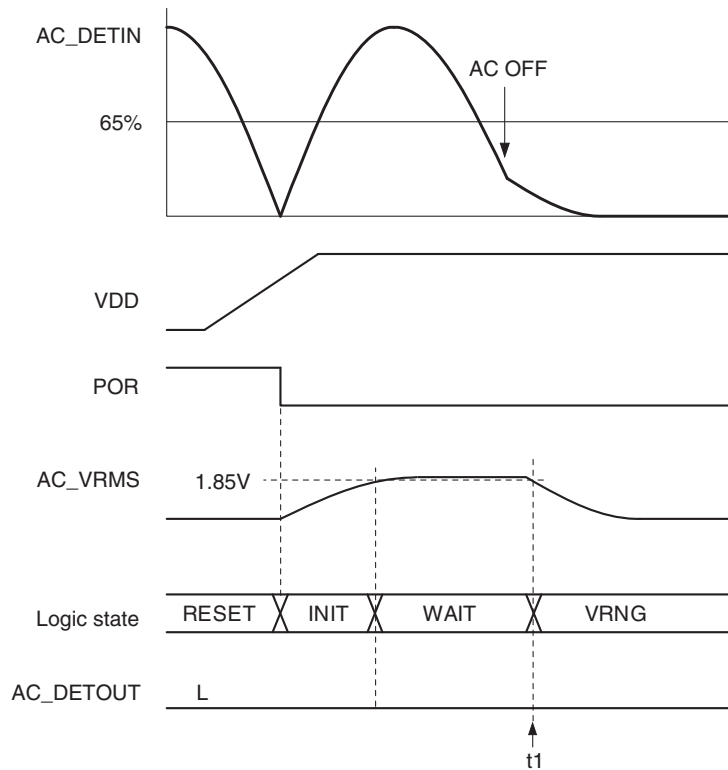 AC_DETIN
AC OFF
65%
VDD
POR
AC_VRMS
1.85V
Logic state
RESET
INIT
WAIT
VRNG
AC_DETOUT
L
t1